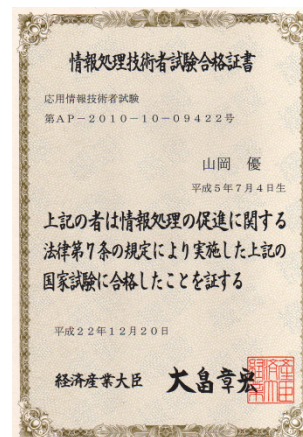 情報処理技術者試験合格証書
応用情報技術者試験
第AP－2010－10－09422号
山岡　優
平成5年7月4日生
上記の者は情報処理の促進に関する
法律第7条の規定により実施した上記の
国家試験に合格したことを証する
平成22年12月20日
経済産業大臣　大畠章宏